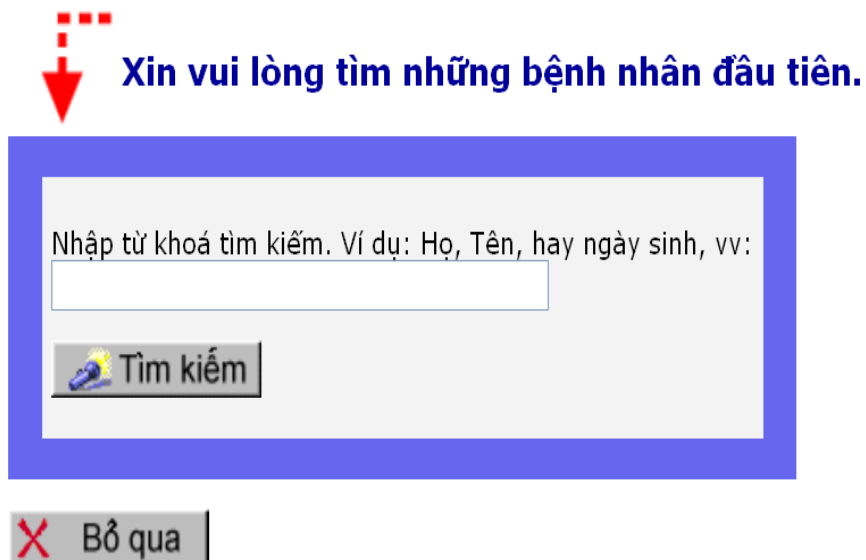 Xin vui lòng tìm những bệnh nhân đầu tiên.
Nhập từ khoá tìm kiếm. Ví dụ: Họ, Tên, hay ngày sinh, vv:
Tìm kiếm
Bỏ qua